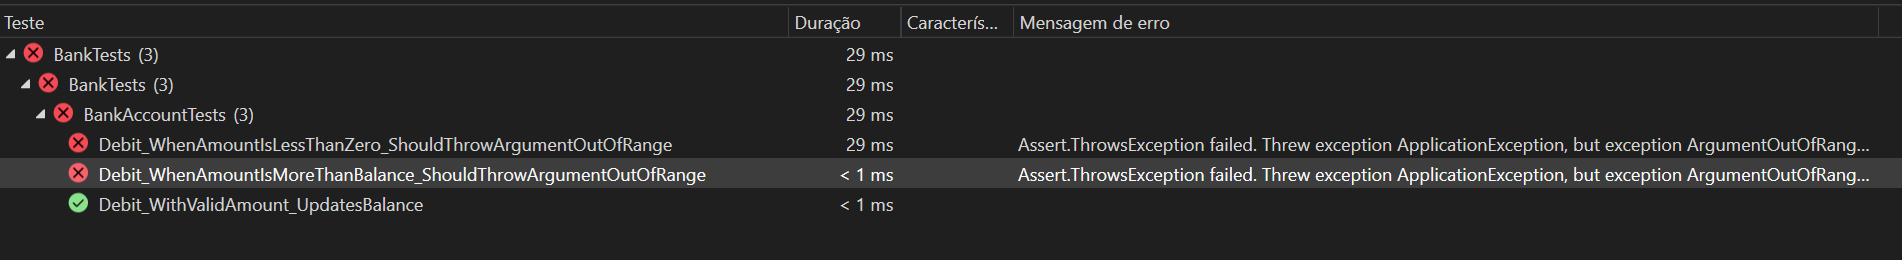 Teste Duração Caracterís... Mensagem de erro
BankTests (3) 29 ms
BankTests (3) 29 ms
BankAccountTests (3) 29 ms
Debit_WhenAmountIsLessThanZero_ShouldThrowArgumentOutOfRange 29 ms Assert.ThrowsException failed. Threw exception ApplicationException, but exception ArgumentOutOfRang...
Debit_WhenAmountIsMoreThanBalance_ShouldThrowArgumentOutOfRange < 1 ms Assert.ThrowsException failed. Threw exception ApplicationException, but exception ArgumentOutOfRang...
Debit_WithValidAmount_UpdatesBalance < 1 ms